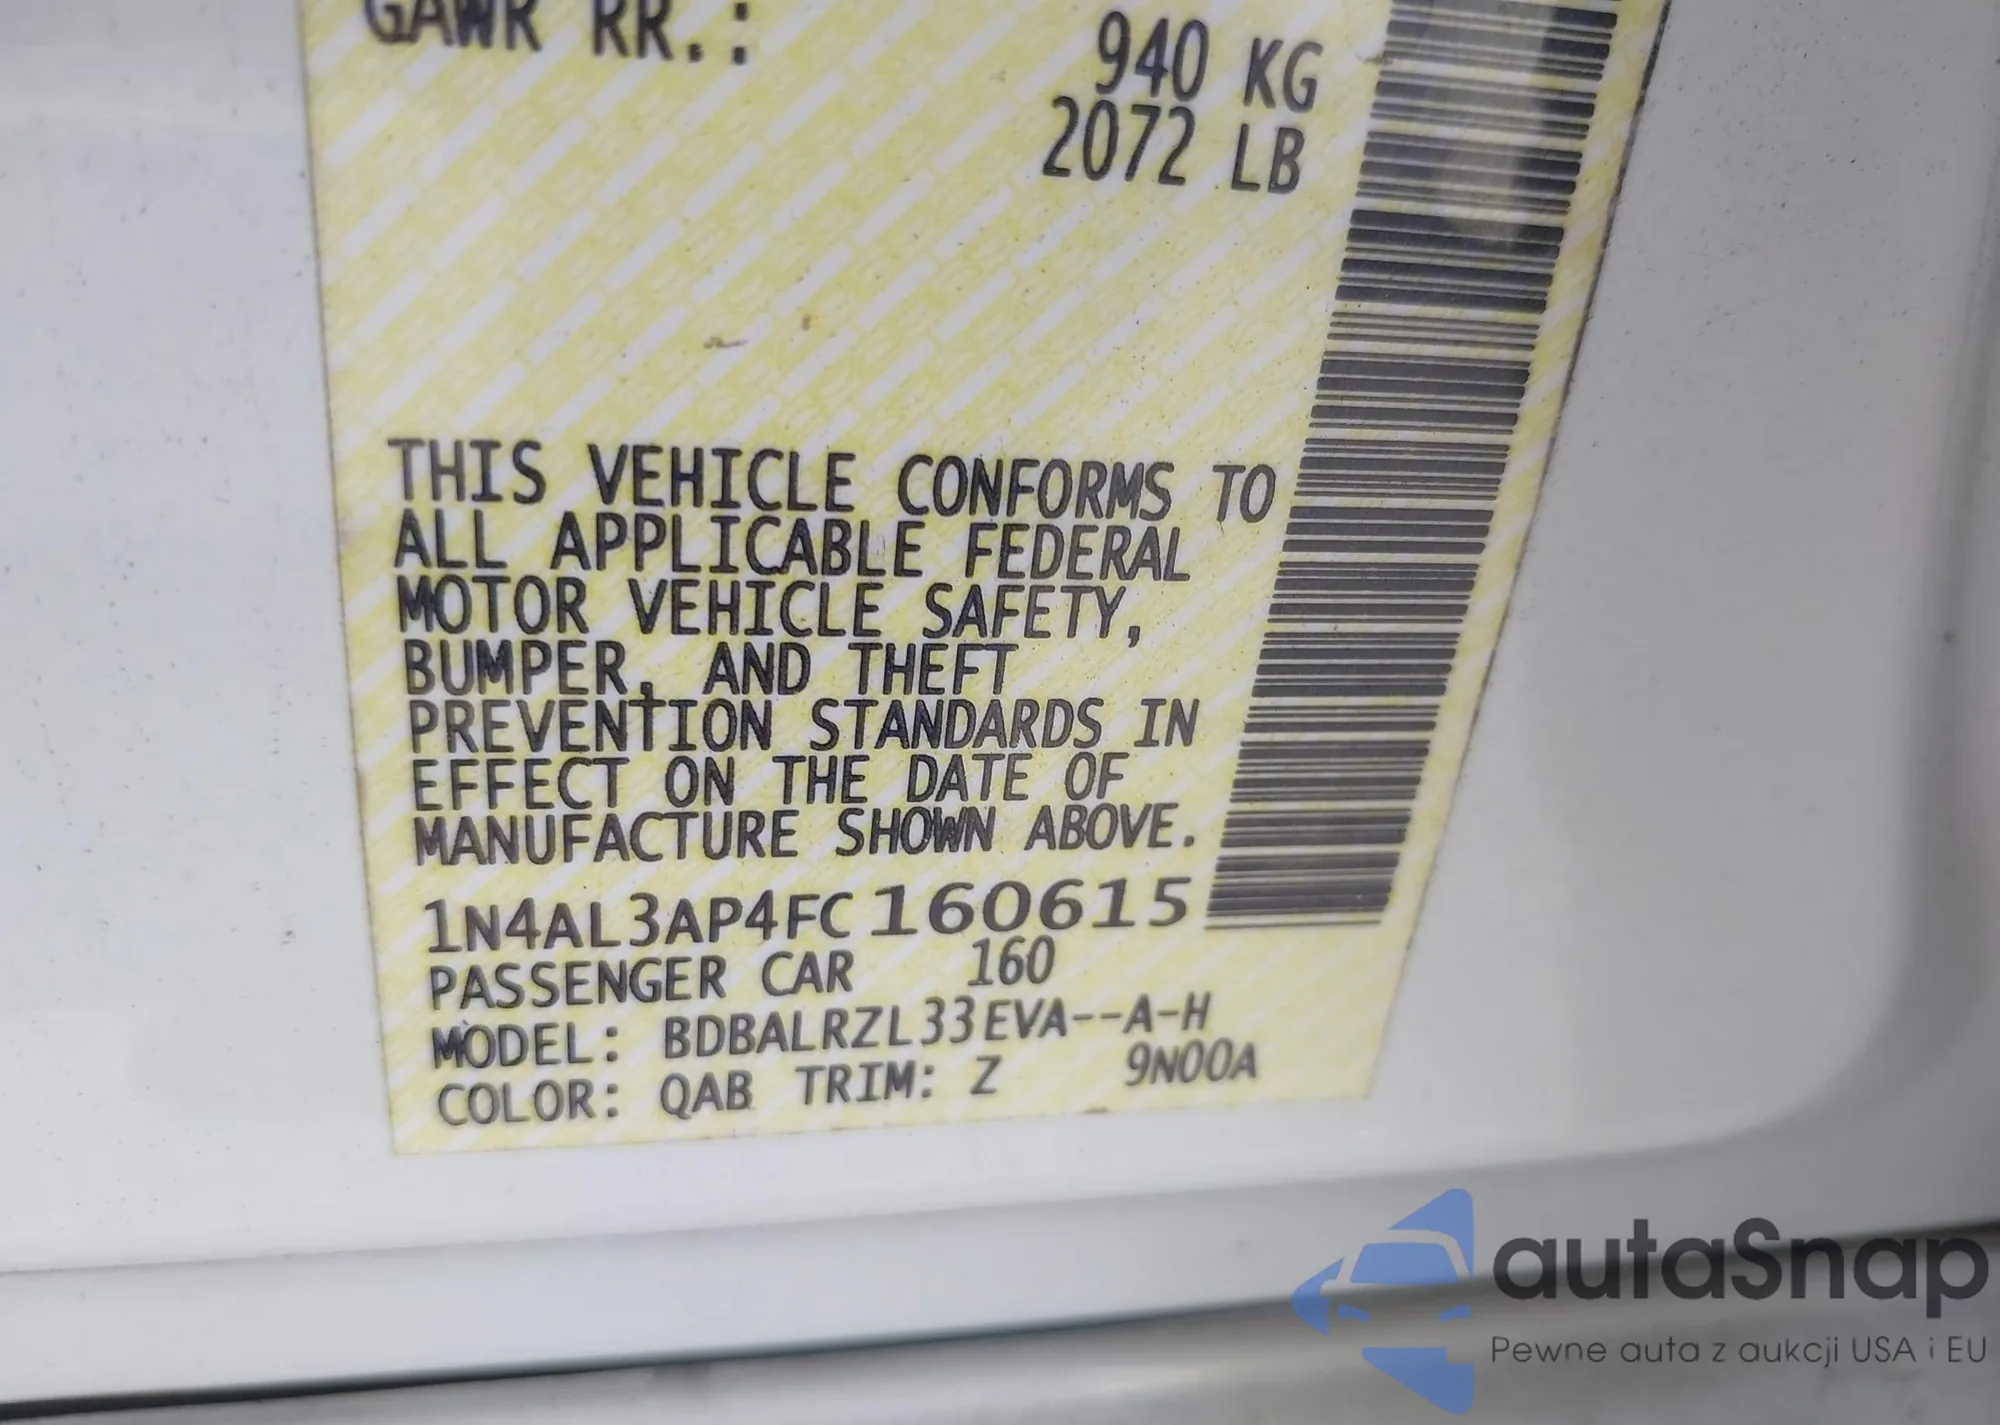 GAWR RR.:
940 KG
2072 LB
THIS VEHICLE CONFORMS TO
ALL APPLICABLE FEDERAL
MOTOR VEHICLE SAFETY,
BUMPER, AND THEFT
PREVENTION STANDARDS IN
EFFECT ON THE DATE OF
MANUFACTURE SHOWN ABOVE.
1N4AL3AP4FC160615
PASSENGER CAR 160
MODEL: BDBALRZL33EVA--A-H
COLOR: QAB TRIM: Z 9N00A
autaSnap
Pewne auta z aukcji USA i EU